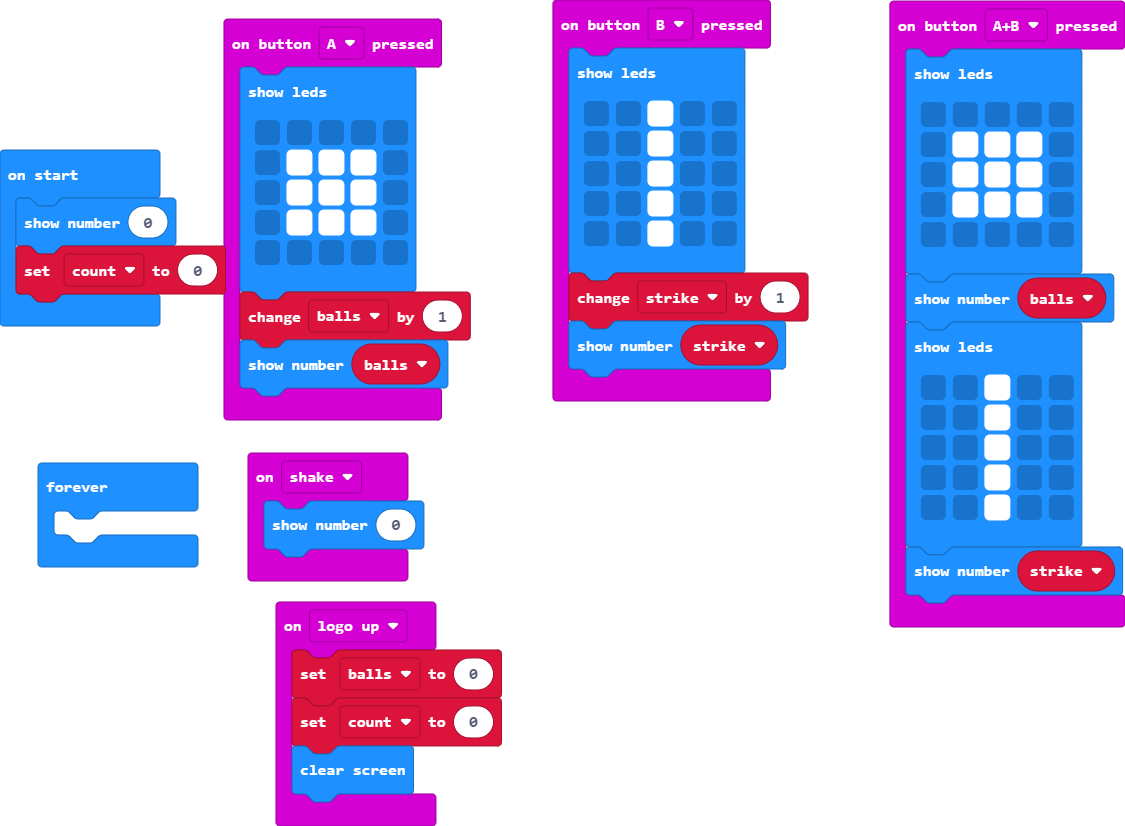 on start
show number 0
set count to 0
on button A pressed
show leds
change balls by 1
show number balls
on button B pressed
show leds
change strike by 1
show number strike
on button A+B pressed
show leds
show number balls
show leds
show number strike
forever
on shake
show number 0
on logo up
set balls to 0
set count to 0
clear screen